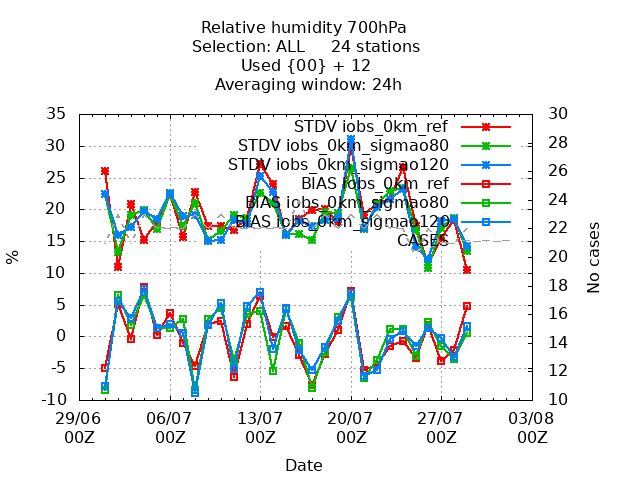 Relative humidity 700hPa
Selection: ALL     24 stations
Used {00} + 12
Averaging window: 24h
35
30
25
20
15
10
5
0
-5
-10
%
30
28
26
24
22
20
18
16
14
12
10
No cases
STDV iobs_0km_ref
STDV iobs_0km_sigmao80
STDV iobs_0km_sigmao120
BIAS iobs_0km_ref
BIAS iobs_0km_sigmao80
BIAS iobs_0km_sigmao120
CASES
29/06 06/07 13/07 20/07 27/07 03/08
00Z 00Z 00Z 00Z 00Z 00Z
Date